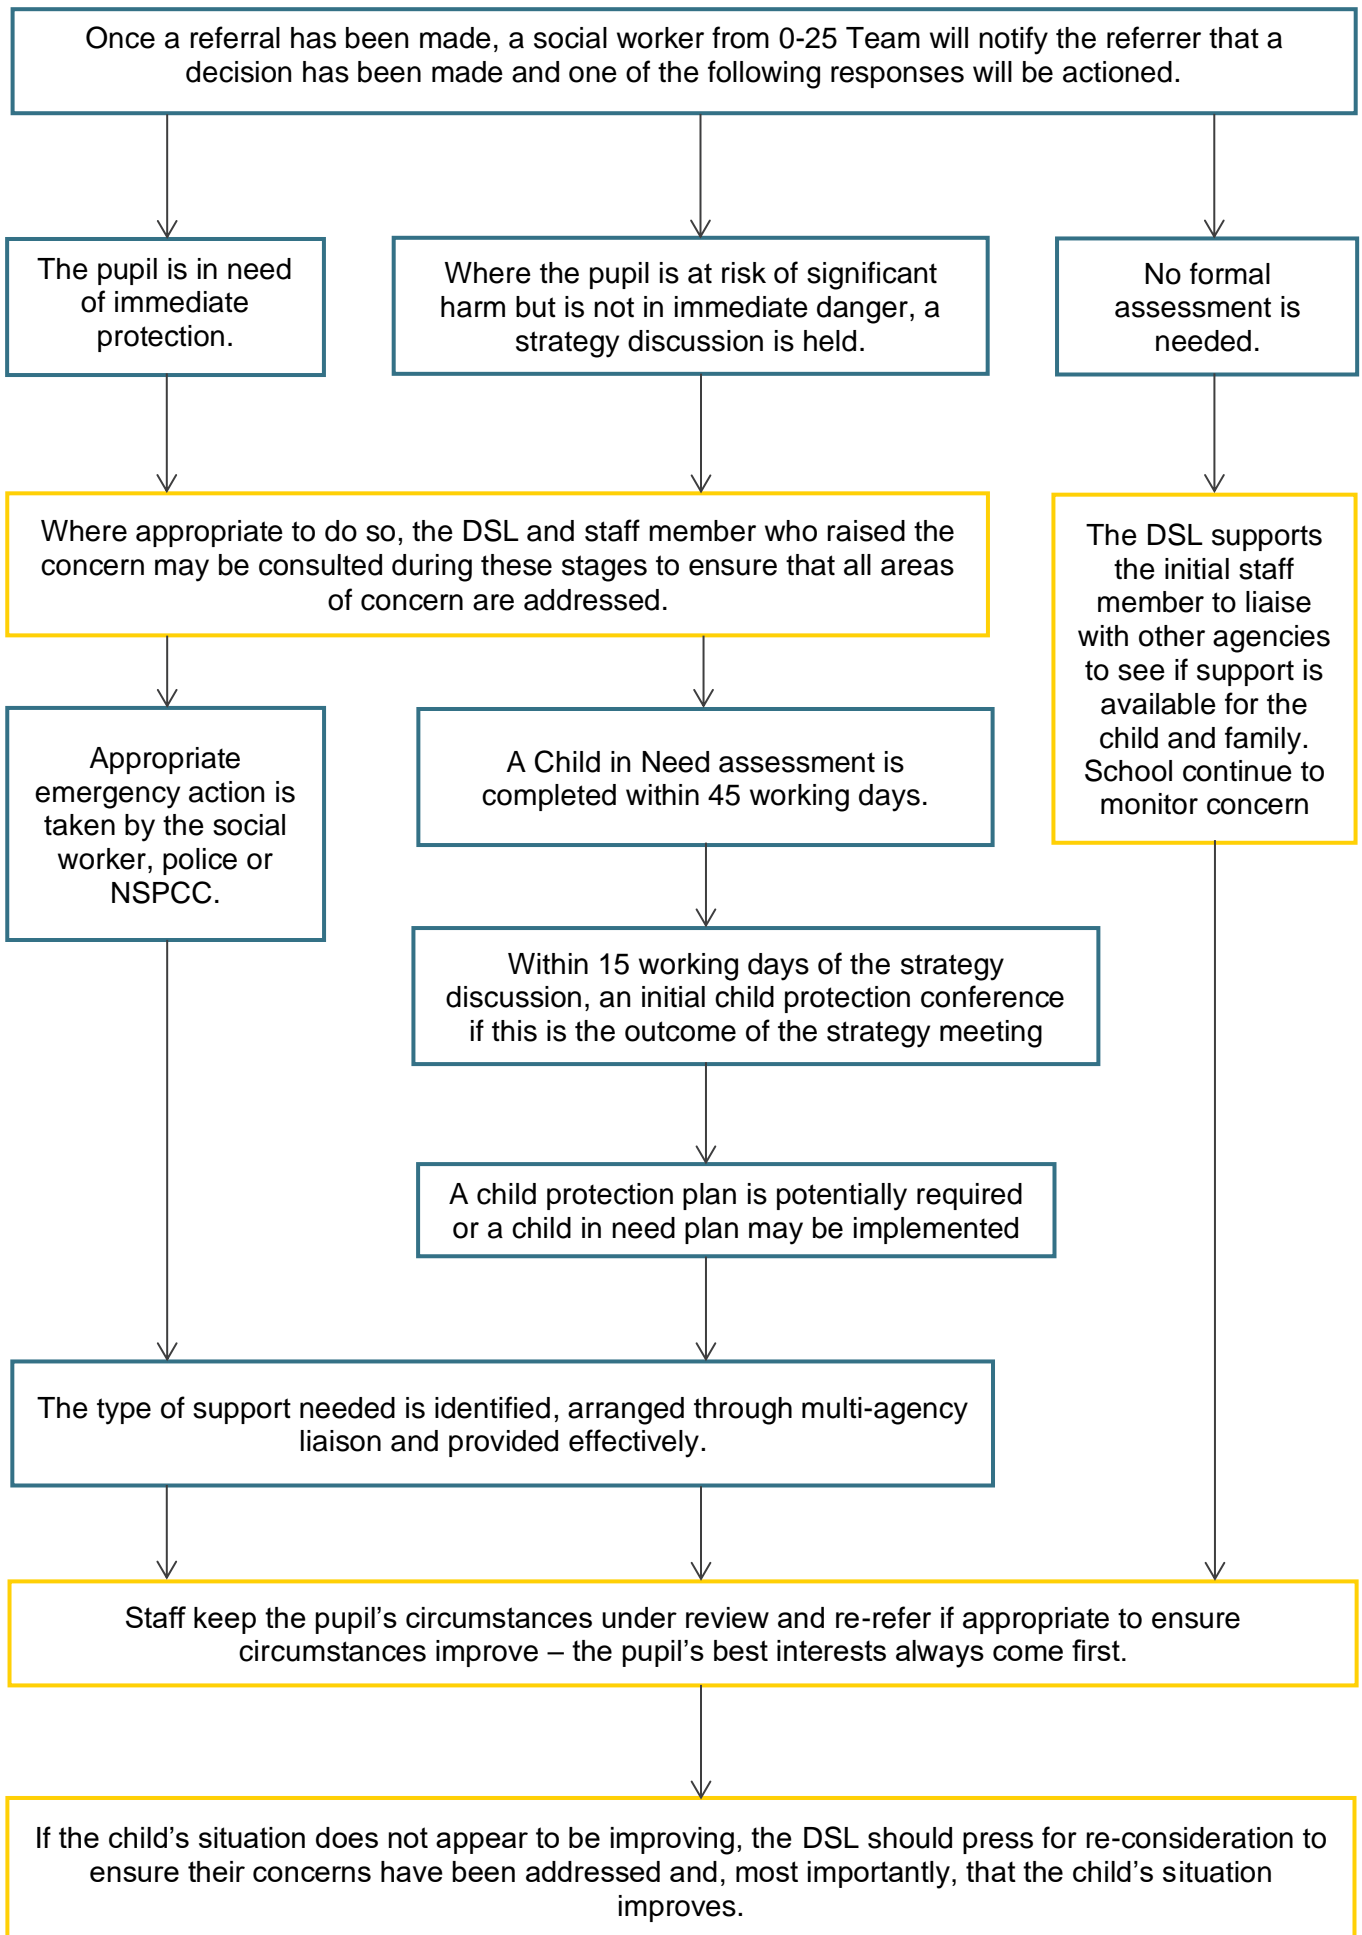 Once a referral has been made, a social worker from 0-25 Team will notify the referrer that a
decision has been made and one of the following responses will be actioned.
The pupil is in need
of immediate
protection.
Where the pupil is at risk of significant
harm but is not in immediate danger, a
strategy discussion is held.
No formal
assessment is
needed.
Where appropriate to do so, the DSL and staff member who raised the
concern may be consulted during these stages to ensure that all areas
of concern are addressed.
The DSL supports
the initial staff
member to liaise
with other agencies
to see if support is
available for the
child and family.
School continue to
monitor concern
Appropriate
emergency action is
taken by the social
worker, police or
NSPCC.
A Child in Need assessment is
completed within 45 working days.
Within 15 working days of the strategy
discussion, an initial child protection conference
if this is the outcome of the strategy meeting
A child protection plan is potentially required
or a child in need plan may be implemented
The type of support needed is identified, arranged through multi-agency
liaison and provided effectively.
Staff keep the pupil’s circumstances under review and re-refer if appropriate to ensure
circumstances improve – the pupil’s best interests always come first.
If the child’s situation does not appear to be improving, the DSL should press for re-consideration to
ensure their concerns have been addressed and, most importantly, that the child’s situation
improves.